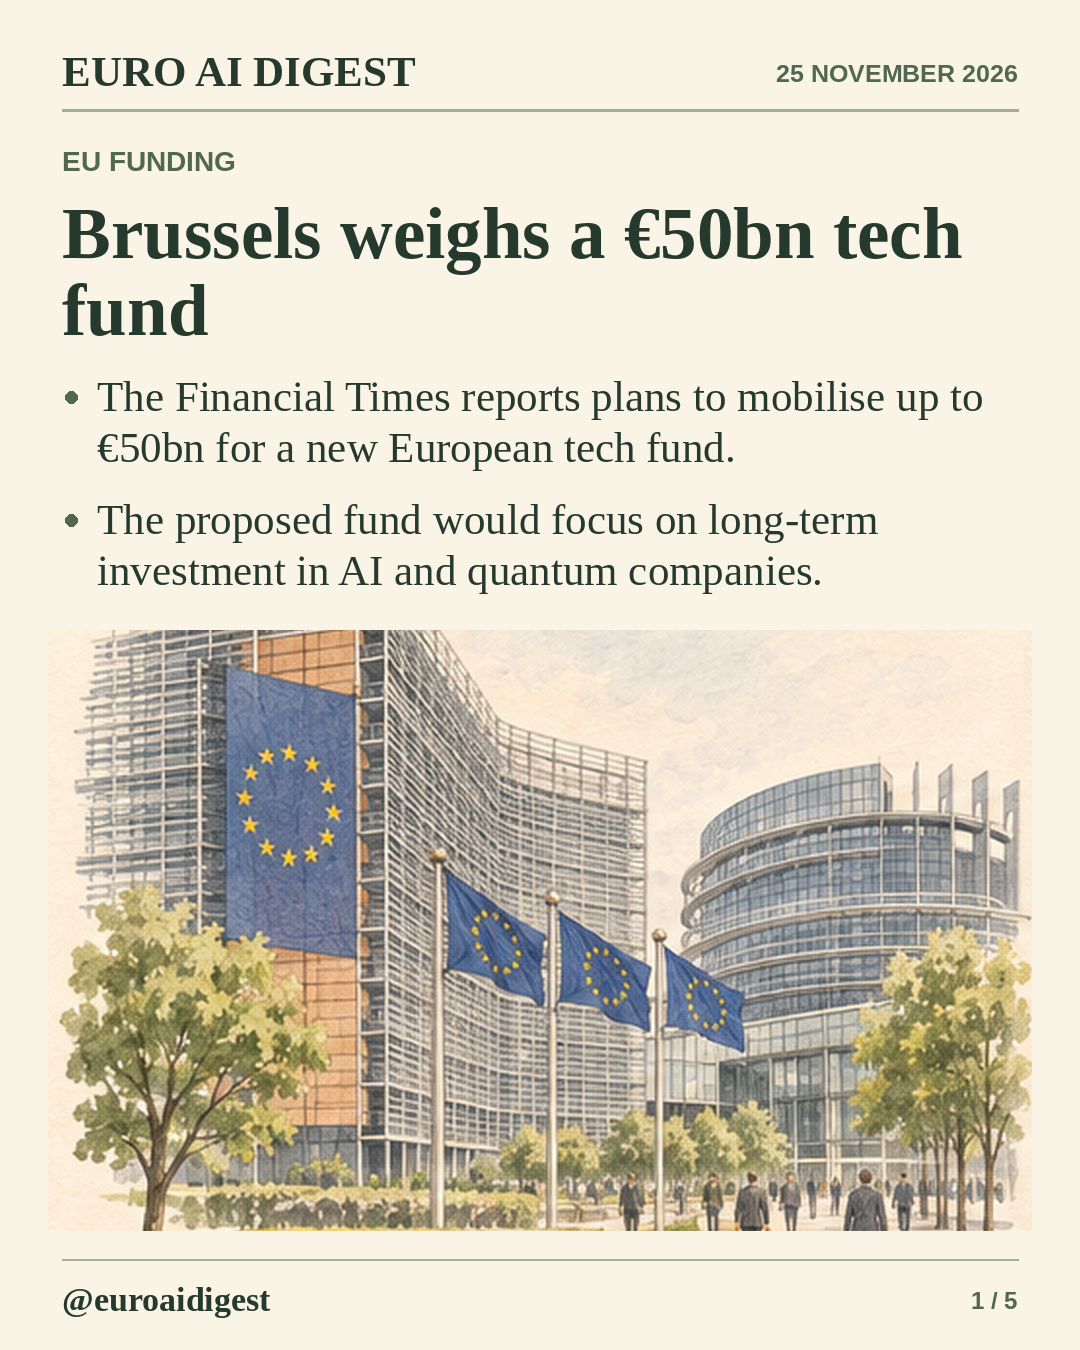 EURO AI DIGEST
25 NOVEMBER 2026
EU FUNDING
Brussels weighs a €50bn tech
fund
• The Financial Times reports plans to mobilise up to
€50bn for a new European tech fund.
• The proposed fund would focus on long-term
investment in AI and quantum companies.
@euroaidigest
1 / 5